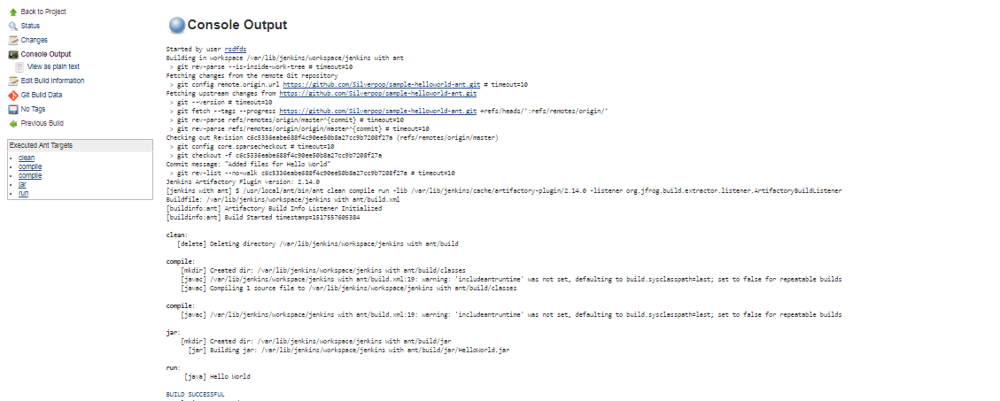 Back to Project
Status
Changes
Console Output
View as plain text
Edit Build Information
Git Build Data
No Tags
Previous Build
Executed Ant Targets
clean
compile
compile
jar
run
Console Output
Started by user rsdfds
Building in workspace /var/lib/jenkins/workspace/jenkins with ant
> git rev-parse --is-inside-work-tree # timeout=10
Fetching changes from the remote Git repository
> git config remote.origin.url https://github.com/Silverpop/sample-helloworld-ant.git # timeout=10
Fetching upstream changes from https://github.com/Silverpop/sample-helloworld-ant.git
> git --version # timeout=10
> git fetch --tags --progress https://github.com/Silverpop/sample-helloworld-ant.git +refs/heads/*:refs/remotes/origin/*
> git rev-parse refs/remotes/origin/master^{commit} # timeout=10
> git rev-parse refs/remotes/origin/origin/master^{commit} # timeout=10
Checking out Revision c6c5336eabe688f4c90ee50b8a27cc9b7208f27a (refs/remotes/origin/master)
> git config core.sparsecheckout # timeout=10
> git checkout -f c6c5336eabe688f4c90ee50b8a27cc9b7208f27a
Commit message: "Added files for Hello World"
> git rev-list --no-walk c6c5336eabe688f4c90ee50b8a27cc9b7208f27a # timeout=10
Jenkins Artifactory Plugin version: 2.14.0
[jenkins with ant] $ /usr/local/ant/bin/ant clean compile run -lib /var/lib/jenkins/cache/artifactory-plugin/2.14.0 -listener org.jfrog.build.extractor.listener.ArtifactoryBuildListener
Buildfile: /var/lib/jenkins/workspace/jenkins with ant/build.xml
[buildinfo:ant] Artifactory Build Info Listener Initialized
[buildinfo:ant] Build Started timestamp=1517557605384
clean:
[delete] Deleting directory /var/lib/jenkins/workspace/jenkins with ant/build
compile:
[mkdir] Created dir: /var/lib/jenkins/workspace/jenkins with ant/build/classes
[javac] /var/lib/jenkins/workspace/jenkins with ant/build.xml:19: warning: 'includeantruntime' was not set, defaulting to build.sysclasspath=last; set to false for repeatable builds
[javac] Compiling 1 source file to /var/lib/jenkins/workspace/jenkins with ant/build/classes
compile:
[javac] /var/lib/jenkins/workspace/jenkins with ant/build.xml:19: warning: 'includeantruntime' was not set, defaulting to build.sysclasspath=last; set to false for repeatable builds
jar:
[mkdir] Created dir: /var/lib/jenkins/workspace/jenkins with ant/build/jar
[jar] Building jar: /var/lib/jenkins/workspace/jenkins with ant/build/jar/HelloWorld.jar
run:
[java] Hello World
BUILD SUCCESSFUL